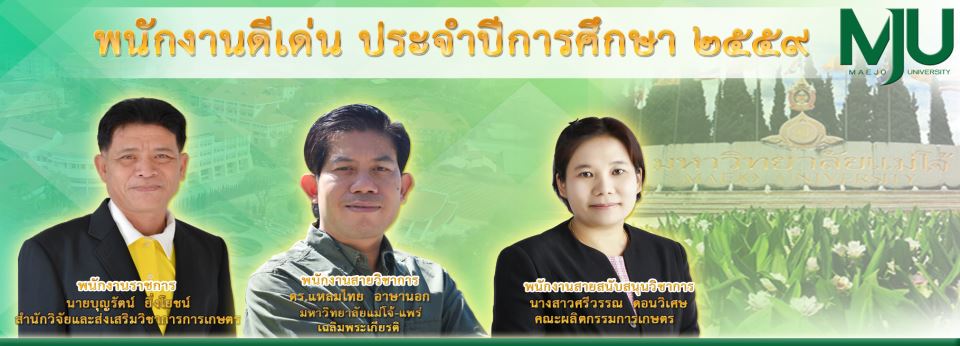 พนักงานดีเด่น ประจำปีการศึกษา ๒๕๕๙
MJU
MAEJO UNIVERSITY
มหาวิทยาลัยแม่โจ้
MAEJO UNIVERSITY
พนักงานราชการ
นายบุญรัตน์ ยังโยชน์
สำนักวิจัยและส่งเสริมวิชาการการเกษตร
พนักงานสายวิชาการ
ดร.แหลมไทย อาษานอก
มหาวิทยาลัยแม่โจ้-แพร่
เฉลิมพระเกียรติ
พนักงานสายสนับสนุนวิชาการ
นางสาวศรีวรรณ ดอนวิเศษ
คณะผลิตกรรมการเกษตร